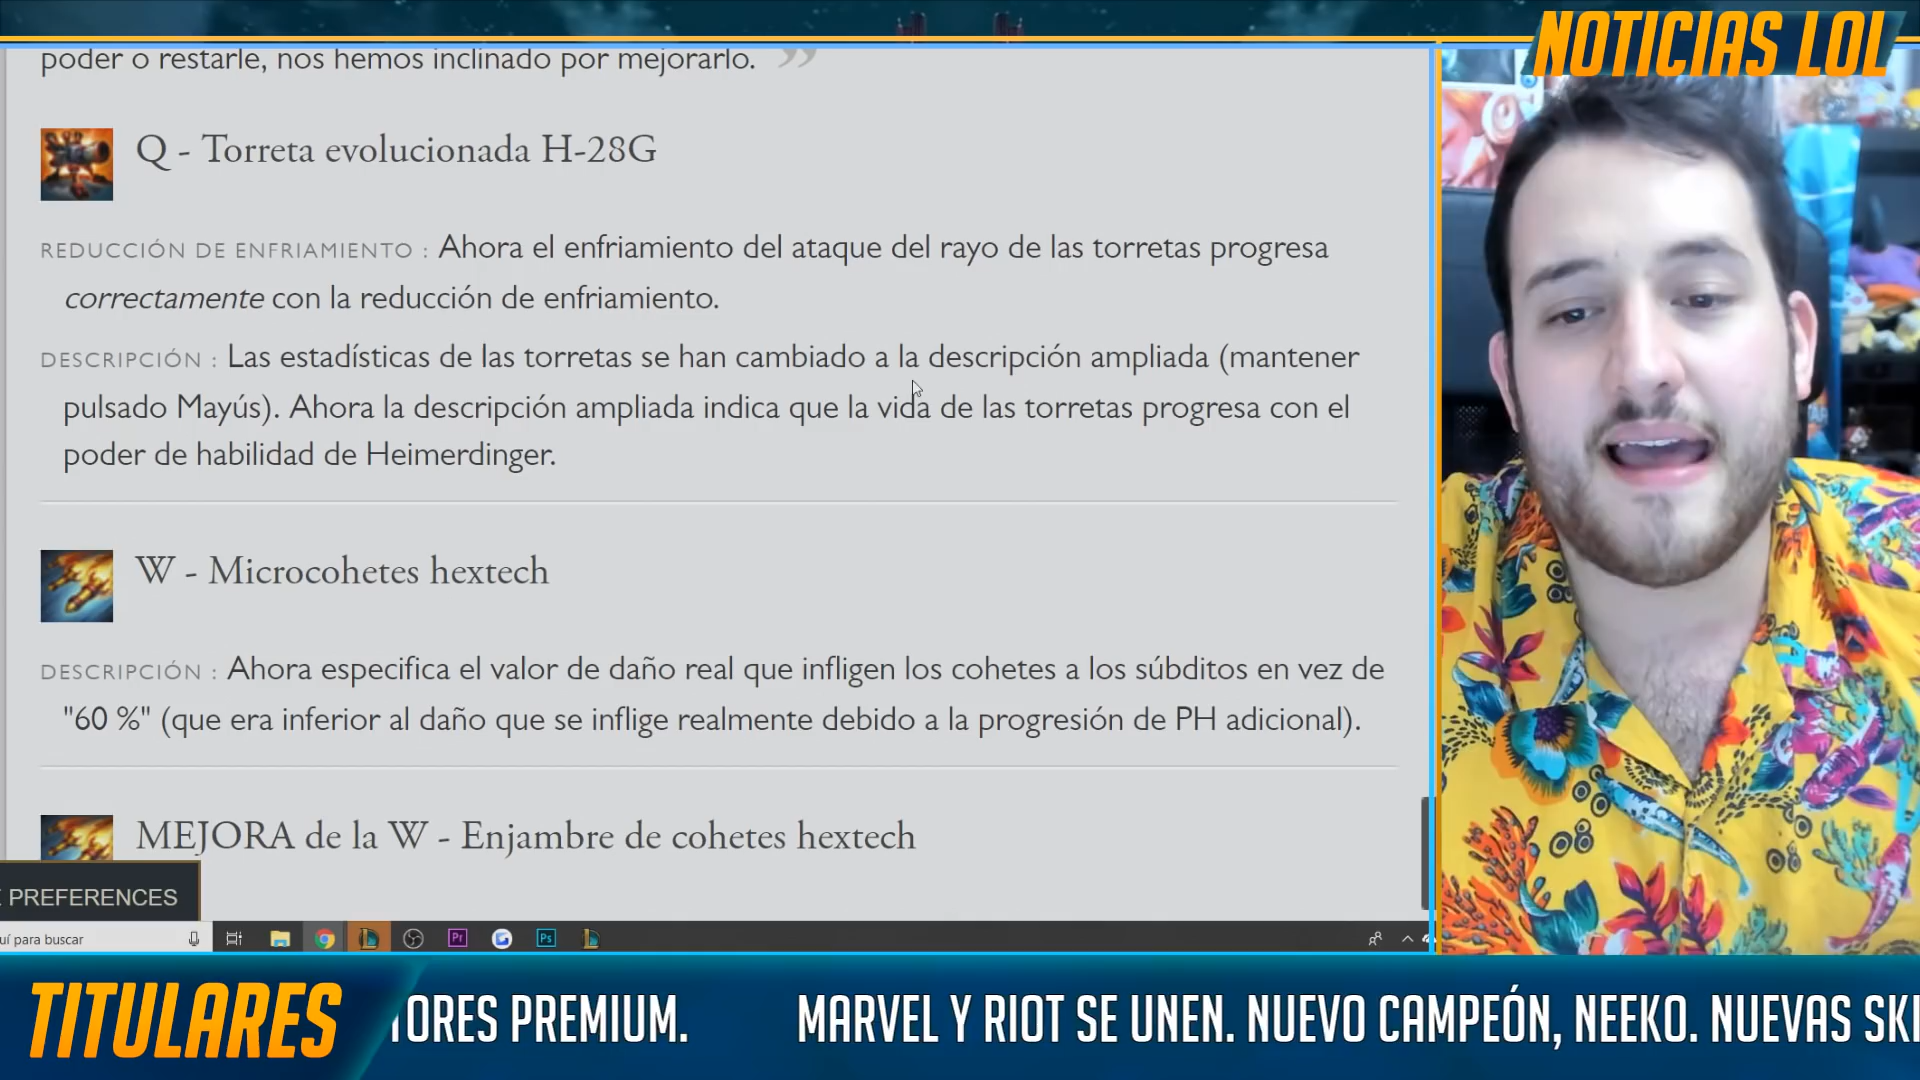 NOTICIAS LOL
poder o restarle, nos hemos inclinado por mejorarlo. ”
Q - Torreta evolucionada H-28G
REDUCCIÓN DE ENFRIAMIENTO : Ahora el enfriamiento del ataque del rayo de las torretas progresa
correctamente con la reducción de enfriamiento.
DESCRIPCIÓN : Las estadísticas de las torretas se han cambiado a la descripción ampliada (mantener
pulsado Mayús). Ahora la descripción ampliada indica que la vida de las torretas progresa con el
poder de habilidad de Heimerdinger.
W - Microcohetes hextech
DESCRIPCIÓN : Ahora especifica el valor de daño real que infligen los cohetes a los súbditos en vez de
"60 %" (que era inferior al daño que se inflige realmente debido a la progresión de PH adicional).
MEJORA de la W - Enjambre de cohetes hextech
PREFERENCES
uí para buscar
Pr
Ps
TITULARES
TORES PREMIUM. MARVEL Y RIOT SE UNEN. NUEVO CAMPEÓN, NEEKO. NUEVAS SKI